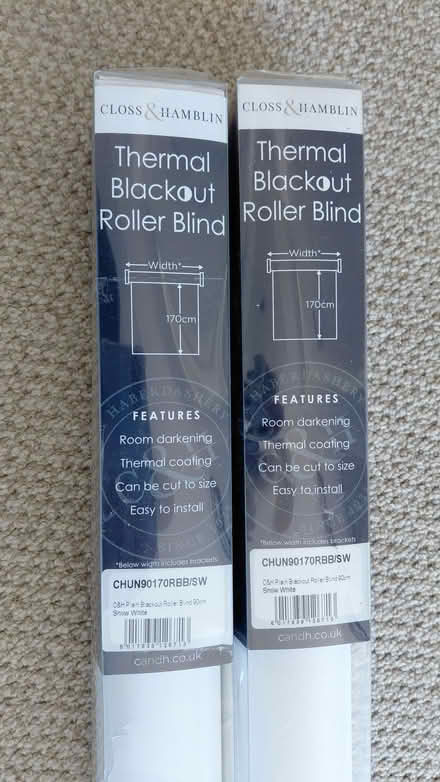 CLOSS & HAMBLIN
Thermal
Blackout
Roller Blind
Width*
170cm
FEATURES
Room darkening
Thermal coating
Can be cut to size
Easy to install
*Below width includes brackets
CHUN90170RBB/SW
C&H Plain Blackout Roller Blind 90cm
Snow White
candh.co.uk
CLOSS & HAMBLIN
Thermal
Blackout
Roller Blind
Width*
170cm
HABERDASHERY
FEATURES
Room darkening
Thermal coating
Can be cut to size
Easy to install
*Below width includes brackets
CHUN90170RBB/SW
C&H Plain Blackout Roller Blind 90cm
Snow White
candh.co.uk